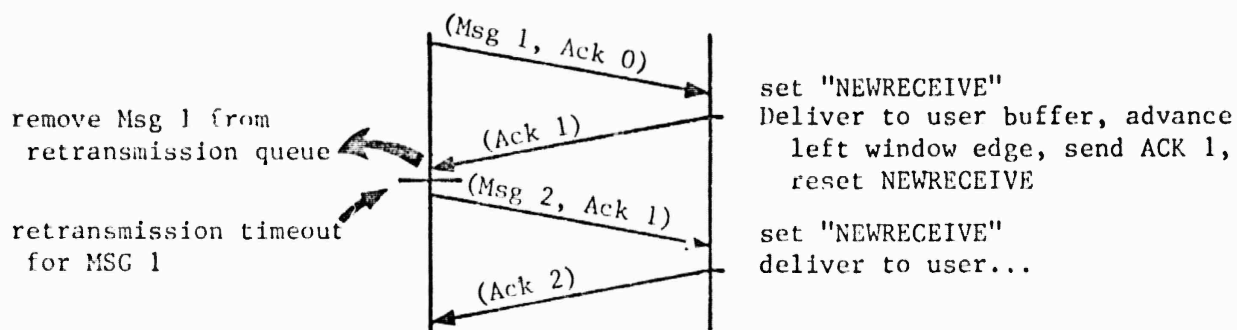 (Msg 1, Ack 0)
set "NEWRECEIVE"
Deliver to user buffer, advance
left window edge, send ACK 1,
reset NEWRECEIVE
remove Msg 1 from
retransmission queue
(Ack 1)
(Msg 2, Ack 1)
retransmission timeout
for MSG 1
set "NEWRECEIVE"
deliver to user...
(Ack 2)